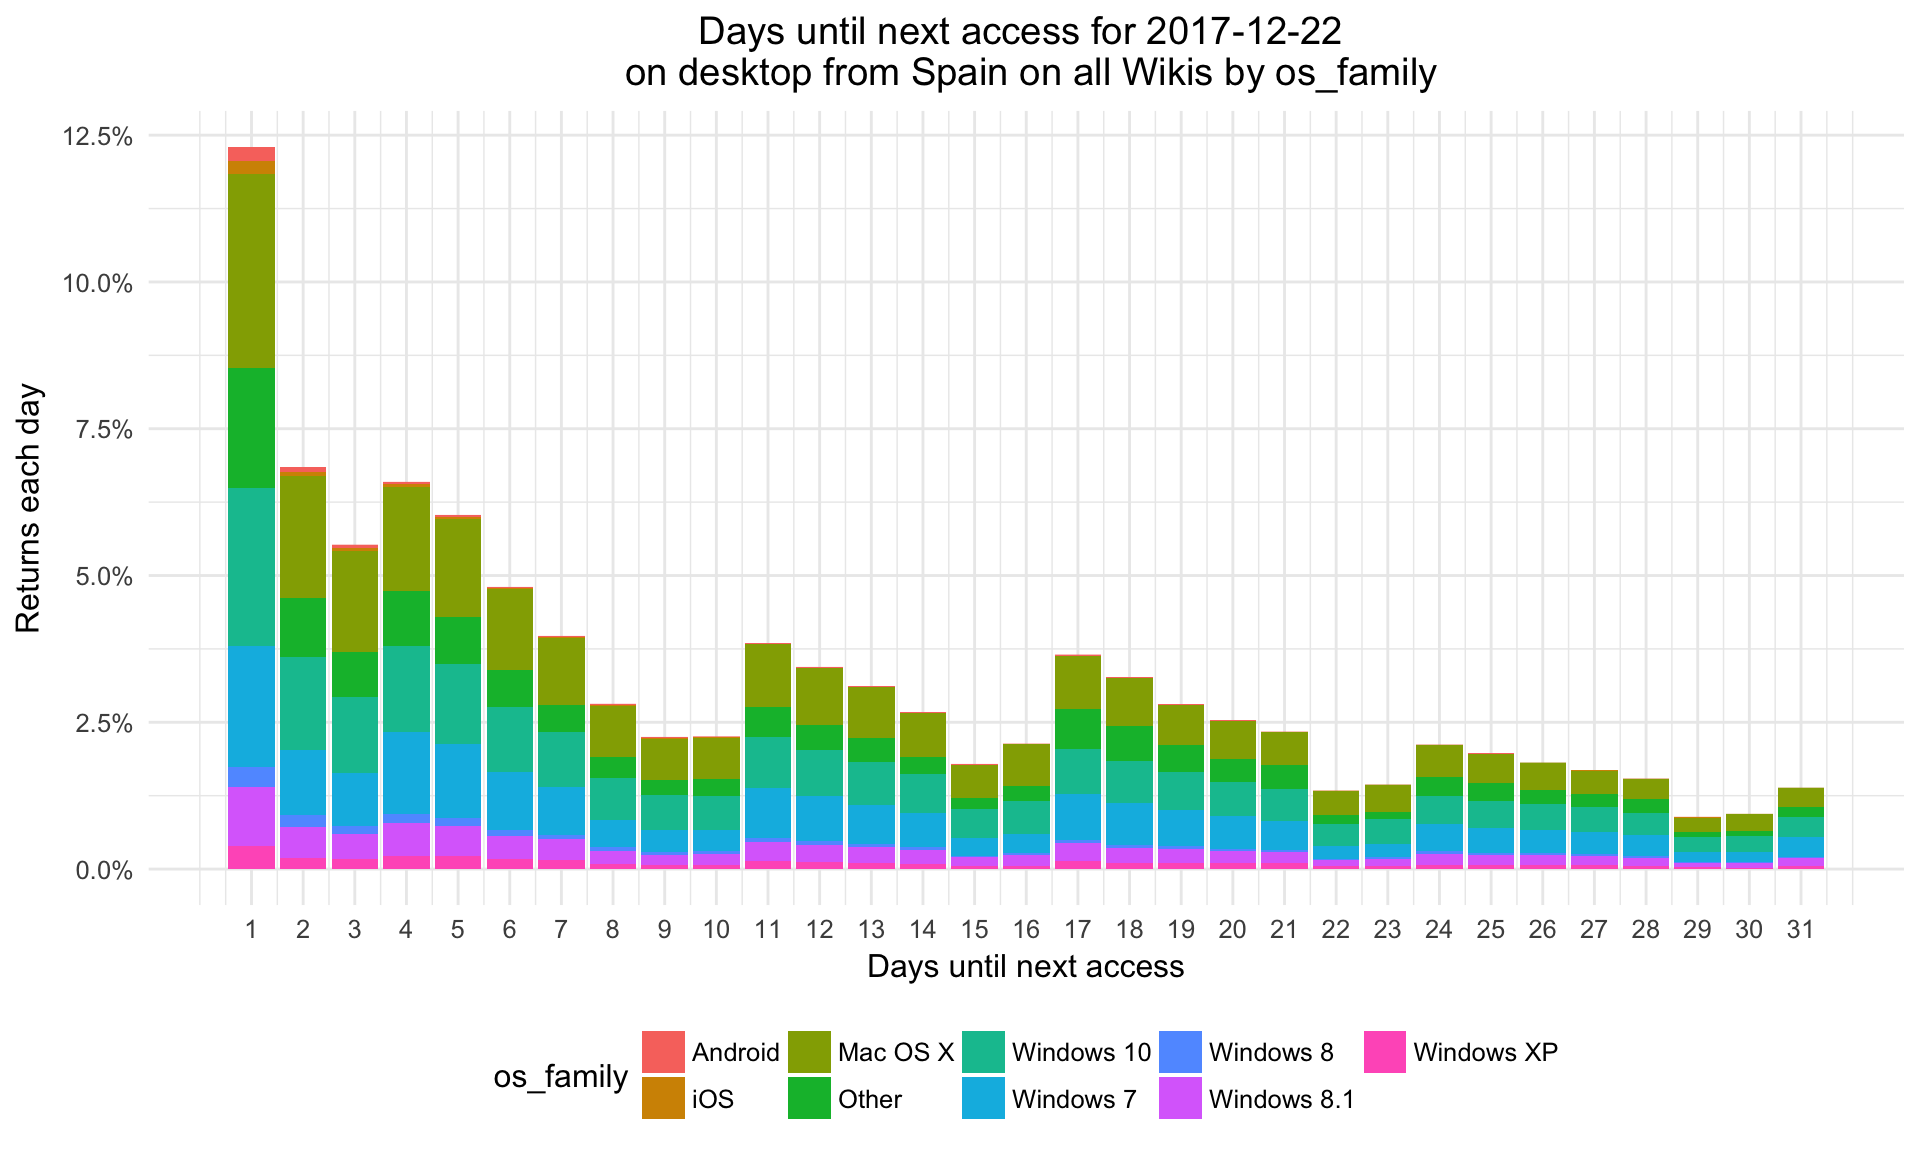 Days until next access for 2017-12-22
on desktop from Spain on all Wikis by os_family
Returns each day
12.5%
10.0%
7.5%
5.0%
2.5%
0.0%
1 2 3 4 5 6 7 8 9 10 11 12 13 14 15 16 17 18 19 20 21 22 23 24 25 26 27 28 29 30 31
Days until next access
os_family
Android Mac OS X Windows 10 Windows 8 Windows XP
iOS Other Windows 7 Windows 8.1